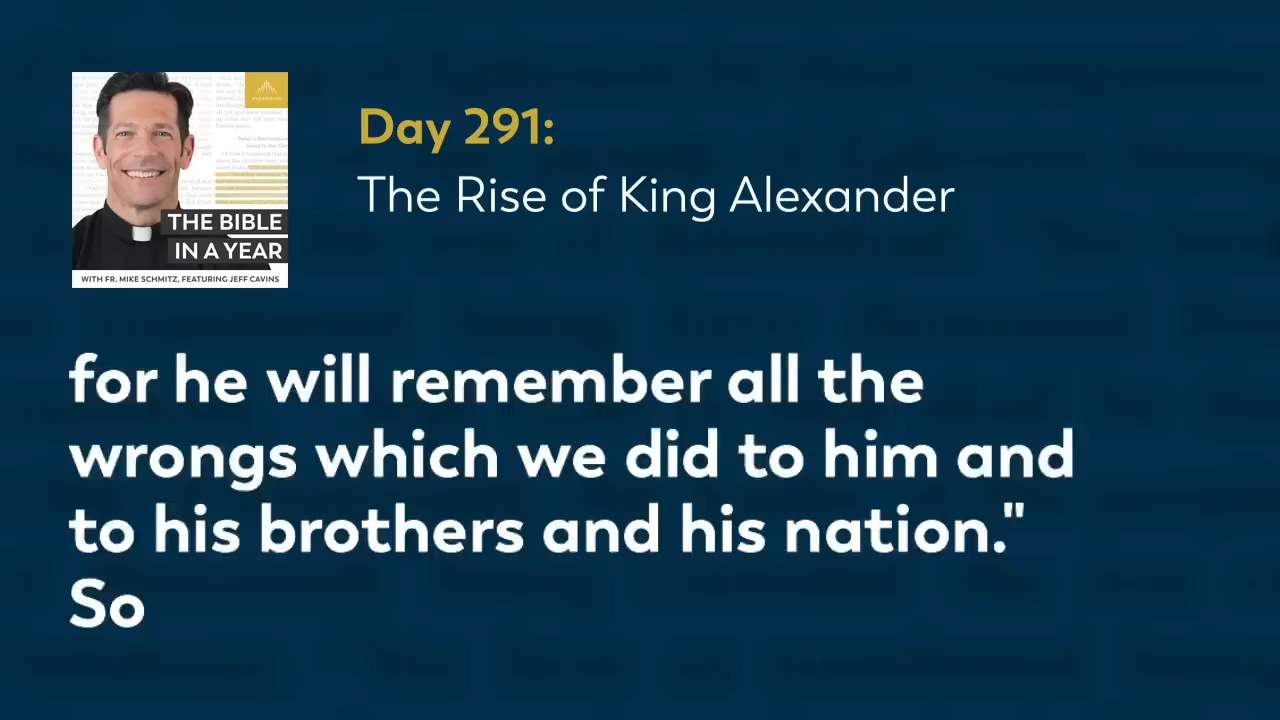 Day 291:
The Rise of King Alexander
THE BIBLE
IN A YEAR
WITH FR. MIKE SCHMITZ, FEATURING JEFF CAVINS
for he will remember all the
wrongs which we did to him and
to his brothers and his nation."
So